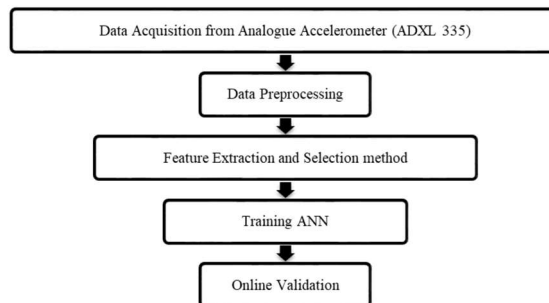 Data Acquisition from Analogue Accelerometer (ADXL 335)
Data Preprocessing
Feature Extraction and Selection method
Training ANN
Online Validation